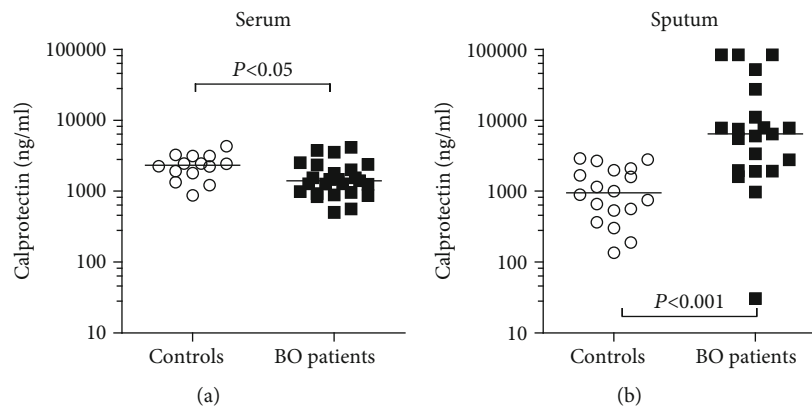 Serum
Calprotectin (ng/ml)
100000
10000
1000
100
10
P<0.05
Controls
BO patients
(a)
Sputum
Calprotectin (ng/ml)
100000
10000
1000
100
10
P<0.001
Controls
BO patients
(b)